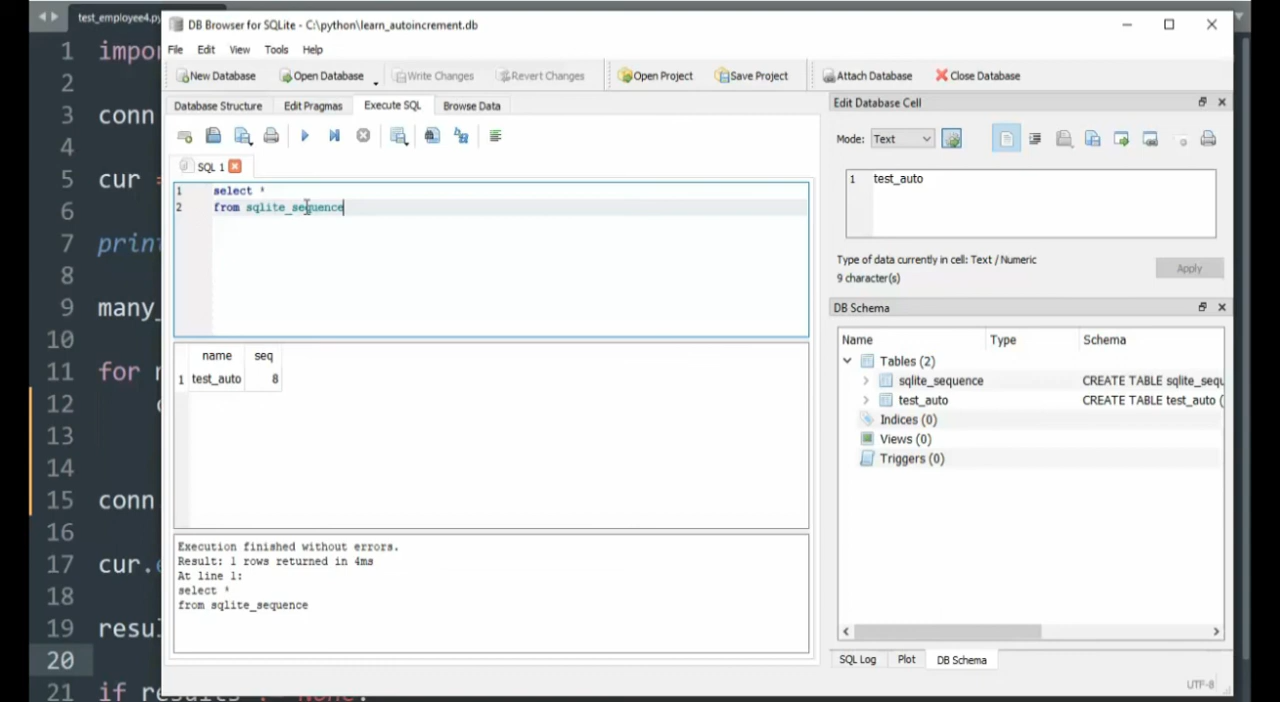 test_employee4.py
DB Browser for SQLite - C:\python\learn_autoincrement.db
File Edit View Tools Help
New Database Open Database Write Changes Revert Changes Open Project Save Project Attach Database Close Database
Database Structure Edit Pragmas Execute SQL Browse Data
SQL 1
1 select *
2 from sqlite_sequence
name seq
1 test_auto 8
Execution finished without errors.
Result: 1 rows returned in 4ms
At line 1:
select *
from sqlite_sequence
Edit Database Cell
Mode: Text
1 test_auto
Type of data currently in cell: Text / Numeric
9 character(s)
Apply
DB Schema
Name Type Schema
Tables (2)
sqlite_sequence CREATE TABLE sqlite_sequ
test_auto CREATE TABLE test_auto (
Indices (0)
Views (0)
Triggers (0)
SQL Log Plot DB Schema
UTF-8
1 impor
2
3 conn
4
5 cur =
6
7 prin
8
9 many_
10
11 for
12
13
14
15 conn
16
17 cur.
18
19 resu
20
21 if results != None: